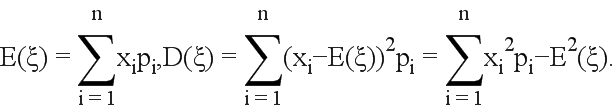 E(ξ) = ∑_{i = 1}^{n} x_i p_i, D(ξ) = ∑_{i = 1}^{n} (x_i−E(ξ))^2 p_i = ∑_{i = 1}^{n} x_i^2 p_i−E^2(ξ).